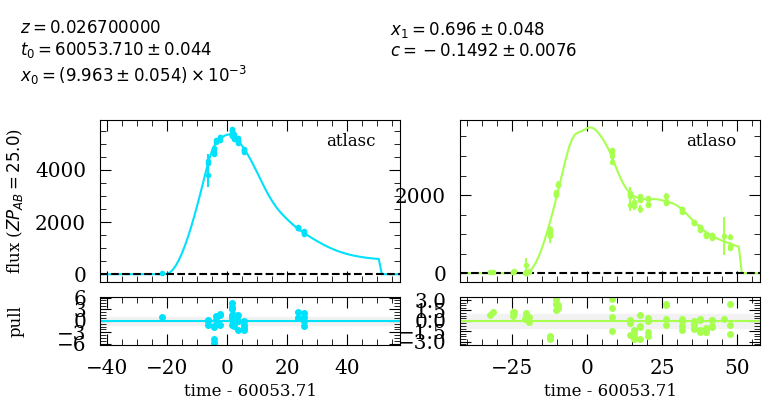 z = 0.026700000
t₀ = 60053.710 ± 0.044
x₀ = (9.963 ± 0.054) × 10⁻³
x₁ = 0.696 ± 0.048
c = −0.1492 ± 0.0076
flux (ZP_AB = 25.0)
4000
2000
0
atlasc
2000
0
atlaso
pull
6
3
0
−3
−6
3.0
1.5
0.0
−1.5
−3.0
−40 −20 0 20 40
−25 0 25 50
time - 60053.71
time - 60053.71